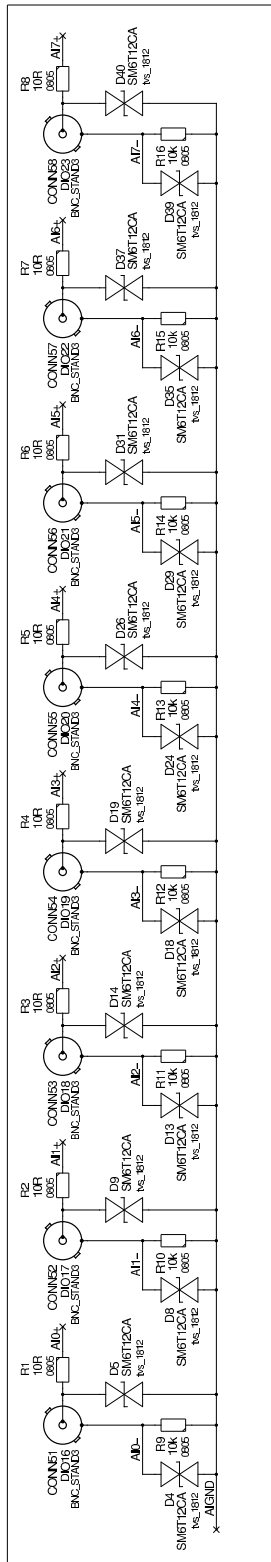 R1
10R
0805
AI0+
CONN51
DIO16
BNC_STAND3
D5
SM6T12CA
tvs_1812
AI0-
R9
10k
0805
D4
SM6T12CA
tvs_1812
AIGND
R2
10R
0805
AI1+
CONN52
DIO17
BNC_STAND3
D9
SM6T12CA
tvs_1812
AI1-
R10
10k
0805
D8
SM6T12CA
tvs_1812
R3
10R
0805
AI2+
CONN53
DIO18
BNC_STAND3
D14
SM6T12CA
tvs_1812
AI2-
R11
10k
0805
D13
SM6T12CA
tvs_1812
R4
10R
0805
AI3+
CONN54
DIO19
BNC_STAND3
D19
SM6T12CA
tvs_1812
AI3-
R12
10k
0805
D18
SM6T12CA
tvs_1812
R5
10R
0805
AI4+
CONN55
DIO20
BNC_STAND3
D26
SM6T12CA
tvs_1812
AI4-
R13
10k
0805
D24
SM6T12CA
tvs_1812
R6
10R
0805
AI5+
CONN56
DIO21
BNC_STAND3
D31
SM6T12CA
tvs_1812
AI5-
R14
10k
0805
D29
SM6T12CA
tvs_1812
R7
10R
0805
AI6+
CONN57
DIO22
BNC_STAND3
D37
SM6T12CA
tvs_1812
AI6-
R15
10k
0805
D35
SM6T12CA
tvs_1812
R8
10R
0805
AI7+
CONN58
DIO23
BNC_STAND3
D40
SM6T12CA
tvs_1812
AI7-
R16
10k
0805
D39
SM6T12CA
tvs_1812